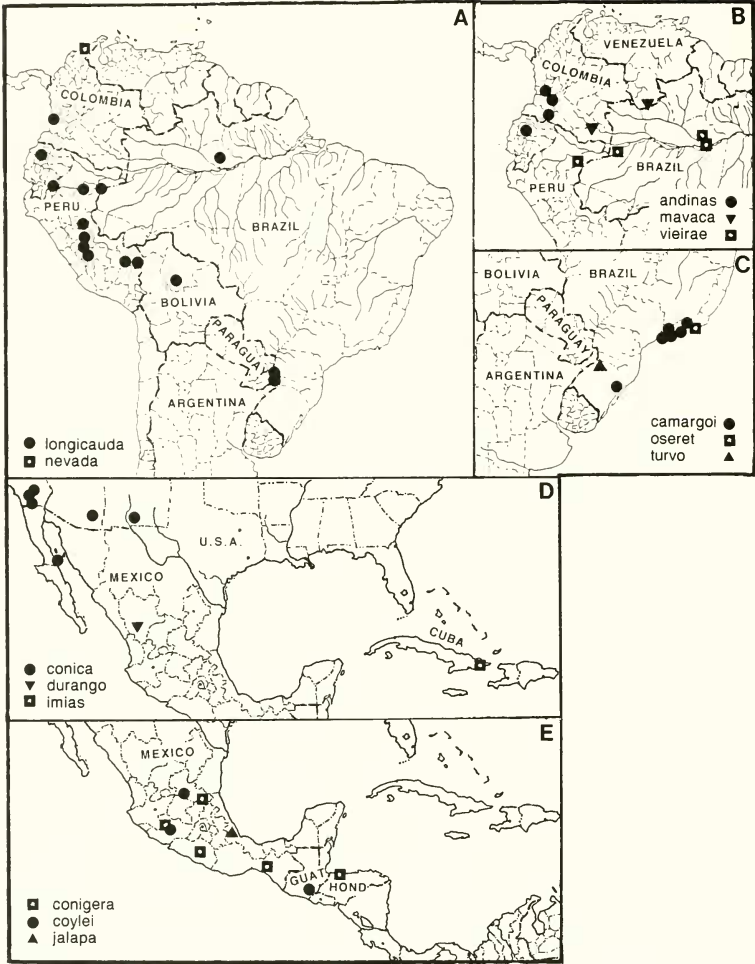 A
COLOMBIA
PERU
BRAZIL
BOLIVIA
PARAGUAY
ARGENTINA
longicauda
nevada
B
VENEZUELA
COLOMBIA
BRAZIL
PERU
andinas
mavaca
vieirae
C
BOLIVIA
BRAZIL
PARAGUAY
ARGENTINA
camargoi
oseret
turvo
D
U.S.A.
MEXICO
CUBA
conica
durango
imias
E
MEXICO
GUAT
HOND
conigera
coylei
jalapa